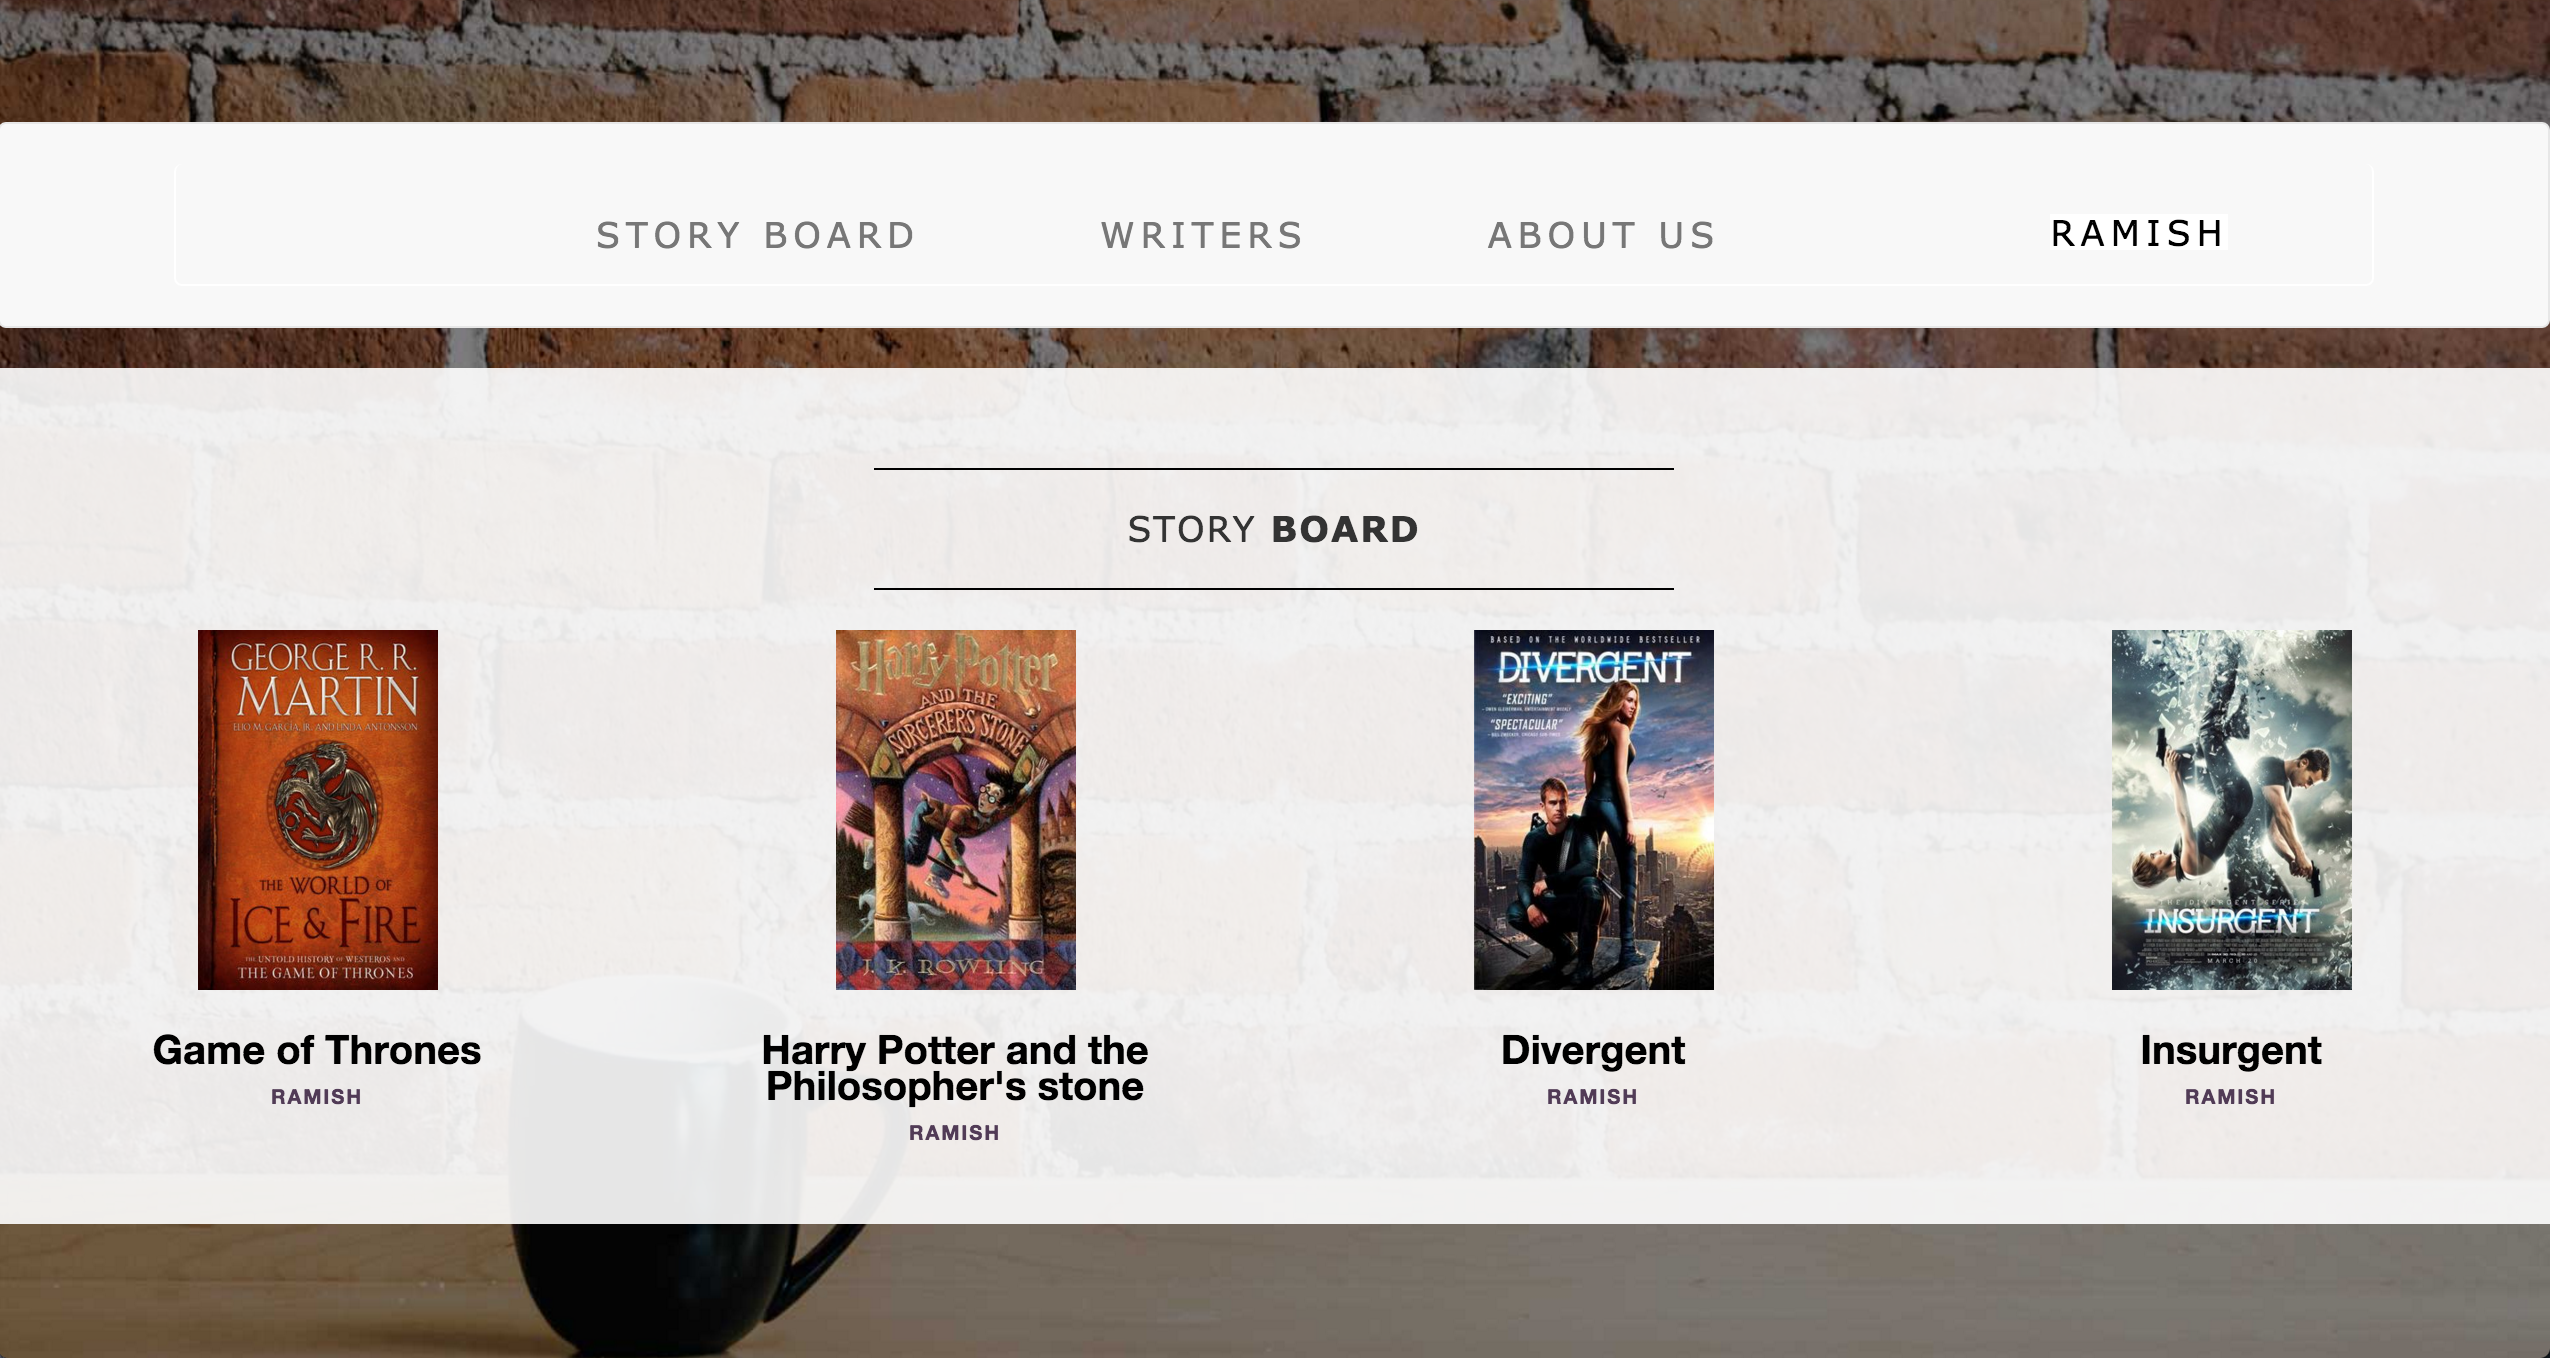 STORY BOARD
WRITERS
ABOUT US
RAMISH
STORY BOARD
GEORGE R. R.
MARTIN
ELIO M. GARCÍA, JR. AND LINDA ANTONSSON
THE WORLD OF
ICE & FIRE
THE UNTOLD HISTORY OF WESTEROS AND
THE GAME OF THRONES
Game of Thrones
RAMISH
Harry Potter
AND THE
SORCERER'S STONE
J. K. ROWLING
Harry Potter and the
Philosopher's stone
RAMISH
BASED ON THE WORLDWIDE BESTSELLER
DIVERGENT
"EXCITING"
"SPECTACULAR"
Divergent
RAMISH
THE DIVERGENT SERIES
INSURGENT
MARCH 20
Insurgent
RAMISH